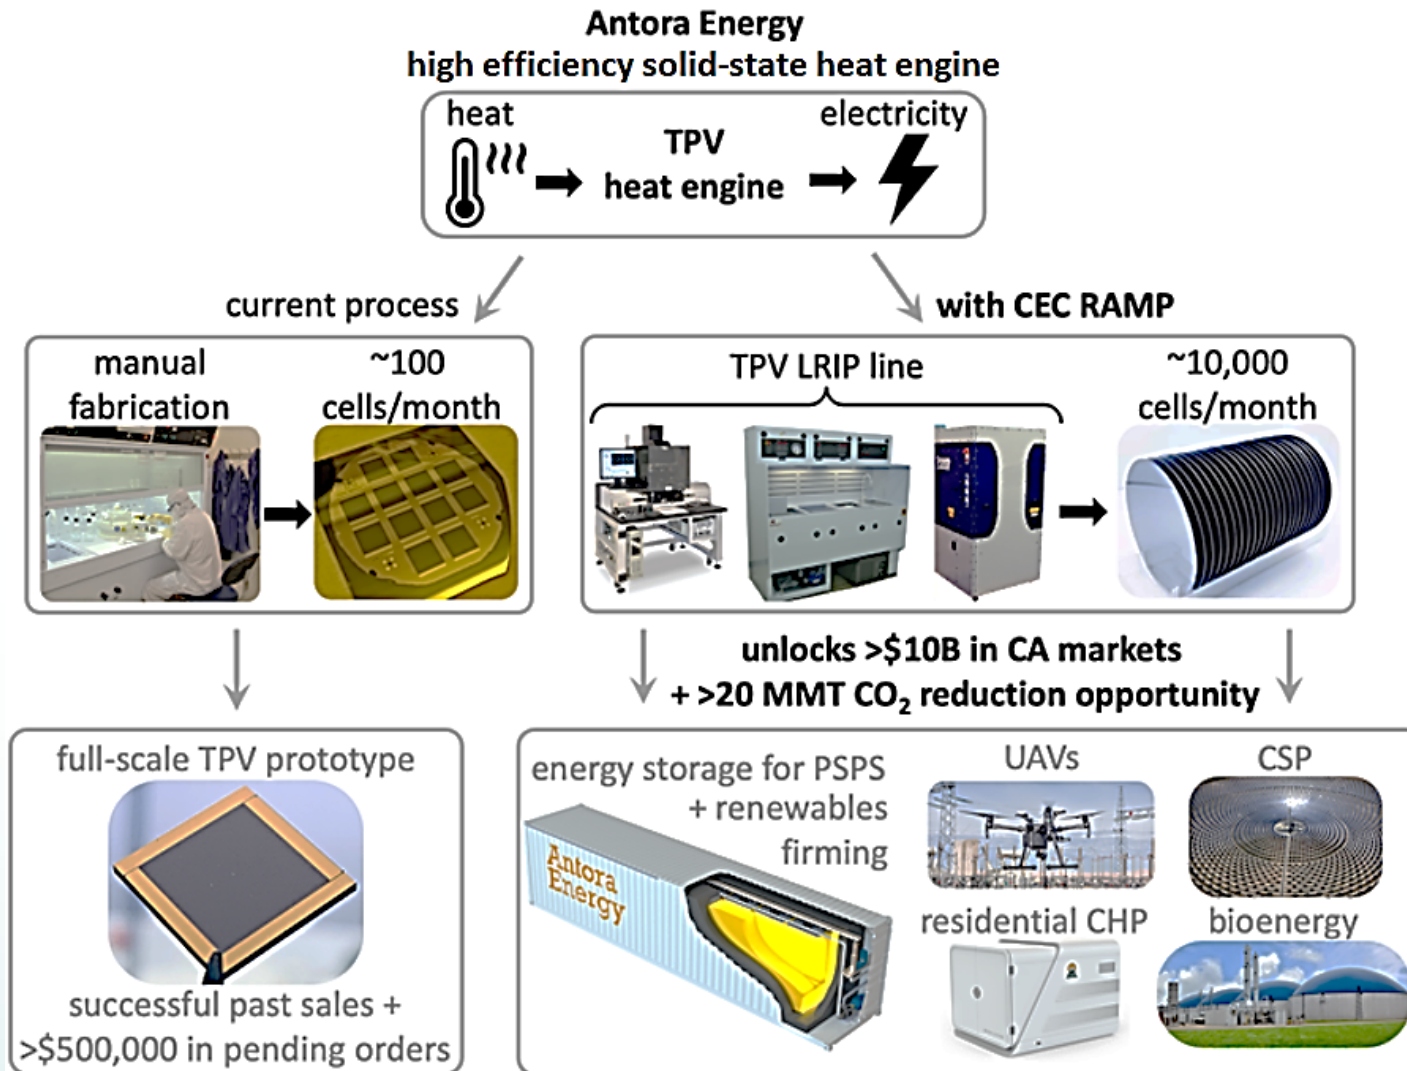 Antora Energy
high efficiency solid-state heat engine
heat
TPV
heat engine
electricity
current process
with CEC RAMP
manual
fabrication
~100
cells/month
TPV LRIP line
~10,000
cells/month
unlocks >$10B in CA markets
+ >20 MMT CO₂ reduction opportunity
full-scale TPV prototype
successful past sales +
>$500,000 in pending orders
energy storage for PSPS
+ renewables
firming
Antora
Energy
UAVs
CSP
residential CHP
bioenergy